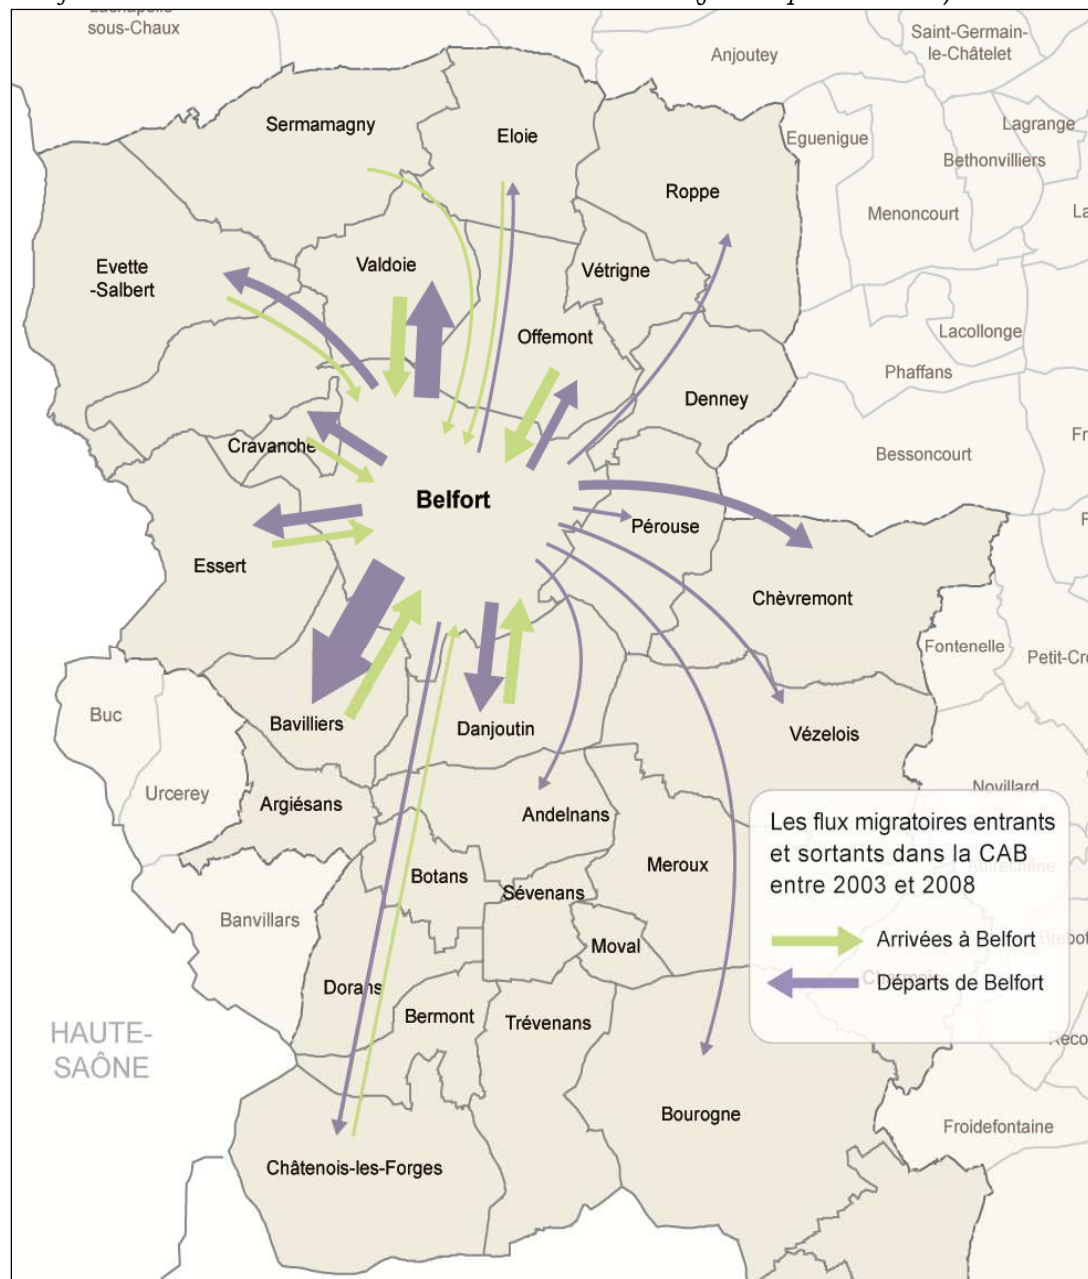 sous-Chaux
Saint-Germain-
le-Châtelet
Anjoutey
Sermamagny
Eloie
Eguenigue
Lagrange
Bethonvilliers
Roppe
Menoncourt
Evette
-Salbert
Valdoie
Vétrigne
Offemont
Lacollonge
Phaffans
Denney
Cravanche
Bessoncourt
Belfort
Pérouse
Essert
Chèvremont
Fontenelle
Buc
Bavilliers
Danjoutin
Vézelois
Novillard
Urcerey
Argiésans
Andelnans
Les flux migratoires entrants
et sortants dans la CAB
entre 2003 et 2008
Meroux
Botans
Sévenans
Banvillars
Moval
Arrivées à Belfort
Départs de Belfort
Dorans
Bermont
Trévenans
HAUTE-
SAÔNE
Bourogne
Froidefontaine
Châtenois-les-Forges